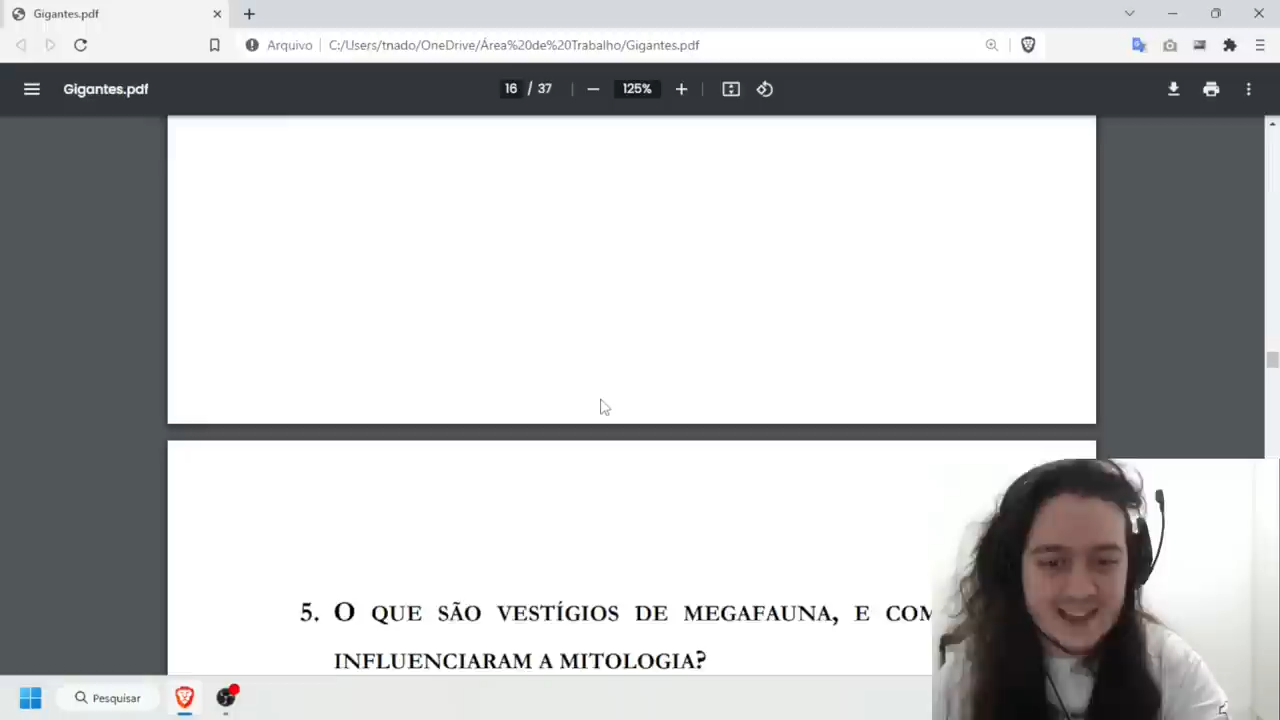 Gigantes.pdf
Arquivo C:/Users/tnado/OneDrive/Área%20de%20Trabalho/Gigantes.pdf
Gigantes.pdf 16 / 37 125%
5. O QUE SÃO VESTÍGIOS DE MEGAFAUNA, E
INFLUENCIARAM A MITOLOGIA?
Pesquisar